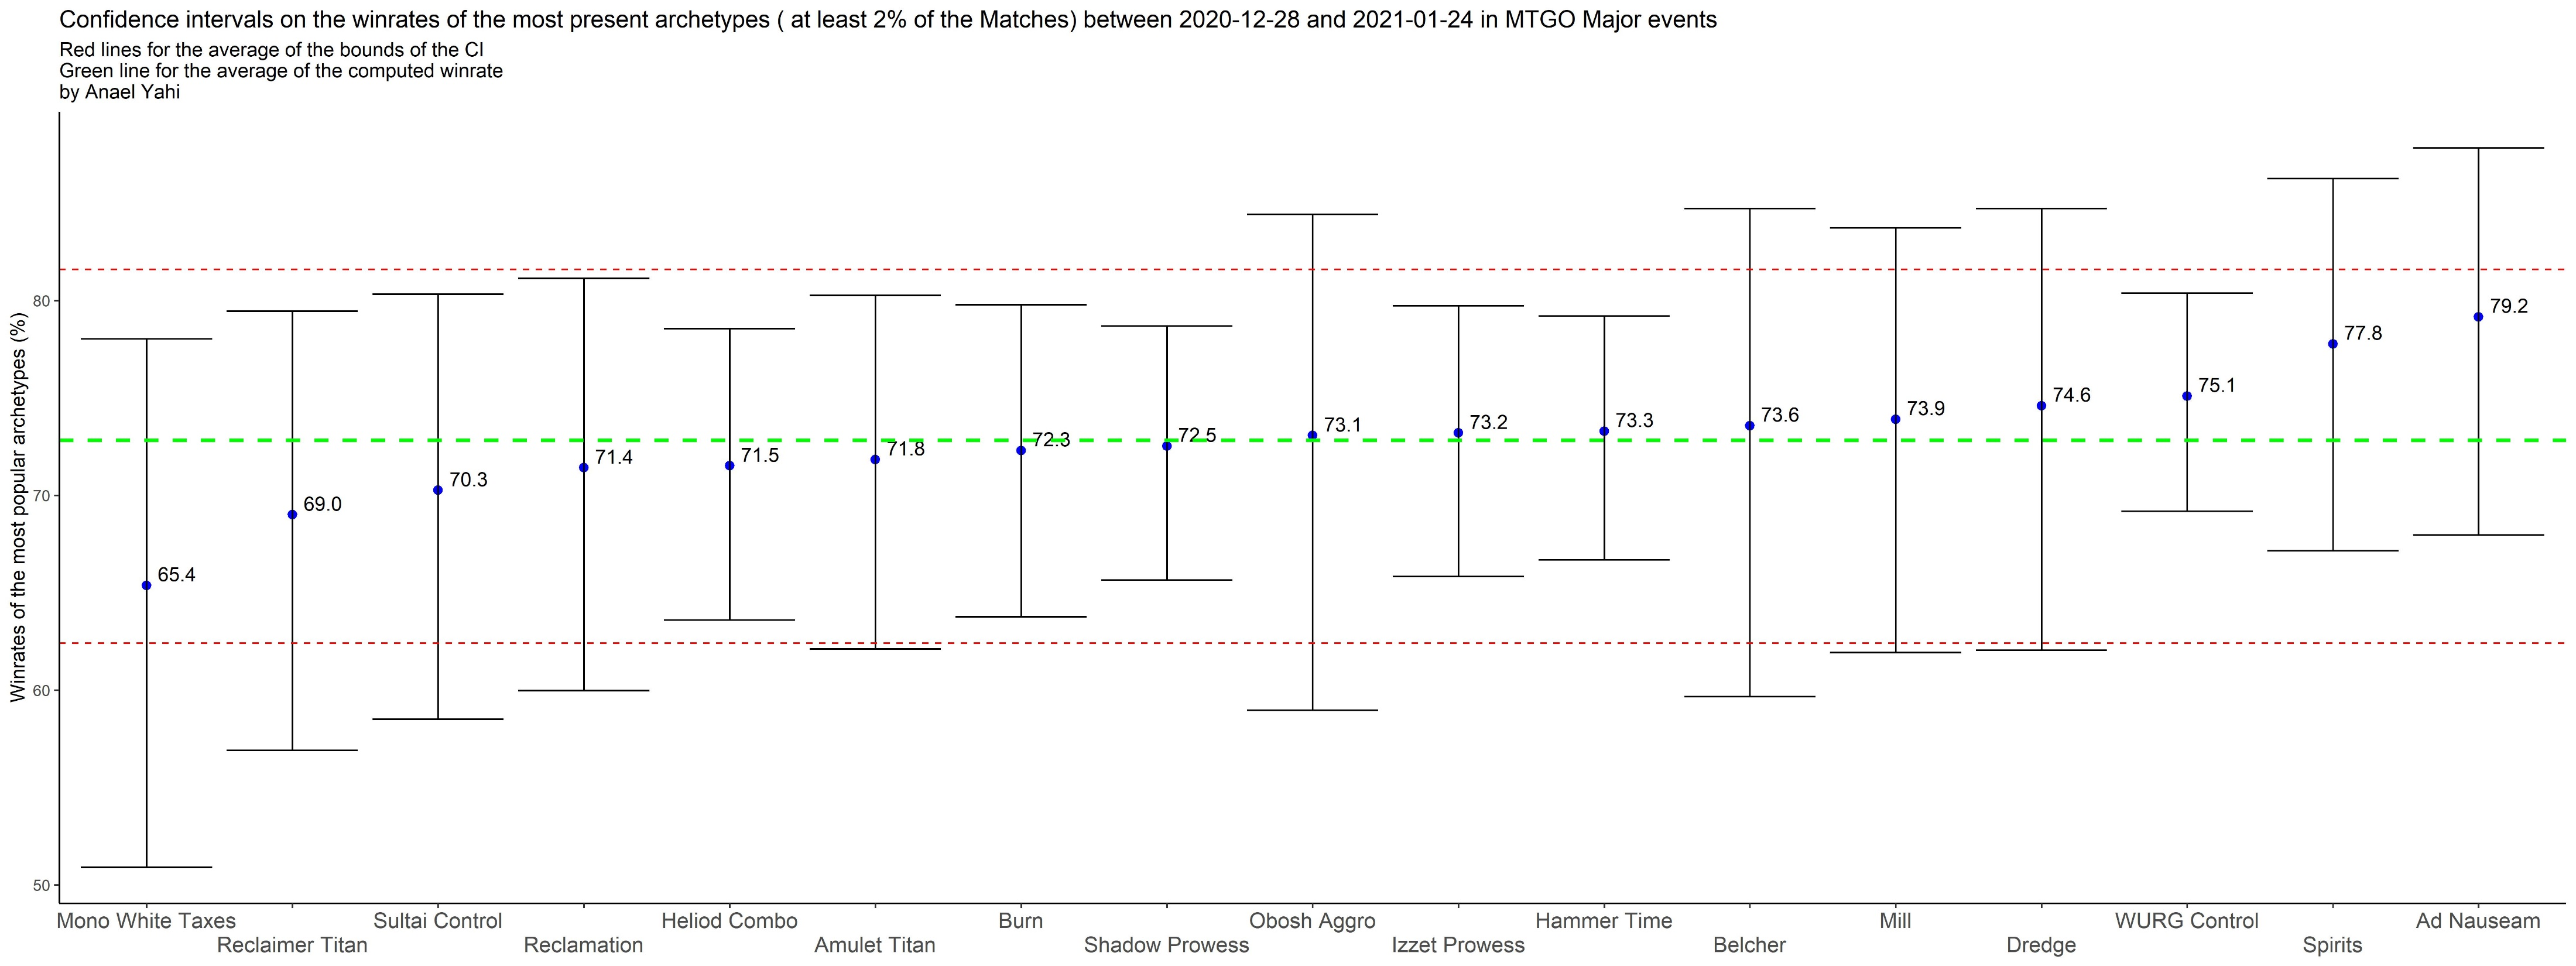 Confidence intervals on the winrates of the most present archetypes ( at least 2% of the Matches) between 2020-12-28 and 2021-01-24 in MTGO Major events
Red lines for the average of the bounds of the CI
Green line for the average of the computed winrate
by Anael Yahi
Winrates of the most popular archetypes (%)
80
70
60
50
65.4
69.0
70.3
71.4
71.5
71.8
72.3
72.5
73.1
73.2
73.3
73.6
73.9
74.6
75.1
77.8
79.2
Mono White Taxes
Reclaimer Titan
Sultai Control
Reclamation
Heliod Combo
Amulet Titan
Burn
Shadow Prowess
Obosh Aggro
Izzet Prowess
Hammer Time
Belcher
Mill
Dredge
WURG Control
Spirits
Ad Nauseam